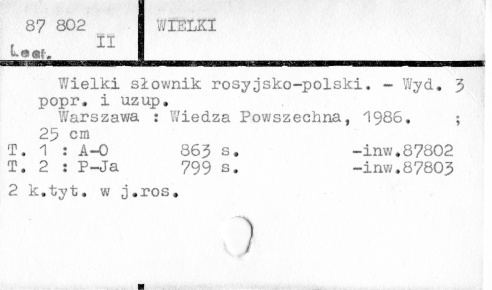 87 802 WIELKI
II
Lect.
Wielki słownik rosyjsko-polski. - Wyd. 3
popr. i uzup.
Warszawa : Wiedza Powszechna, 1986. ;
25 cm
T. 1 : A-O 863 s. -inw.87802
T. 2 : P-Ja 799 s. -inw.87803
2 k.tyt. w j.ros.